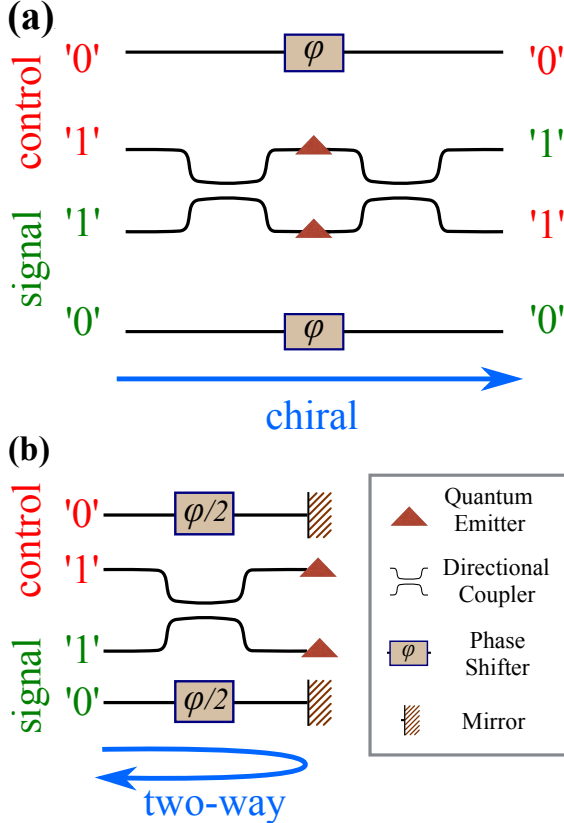 (a)
control
signal
'0' φ '0'
'1' '1'
'1' '1'
'0' φ '0'
chiral
(b)
control
signal
'0' φ/2
'1'
'1'
'0' φ/2
two-way
Quantum
Emitter
Directional
Coupler
φ Phase
Shifter
Mirror